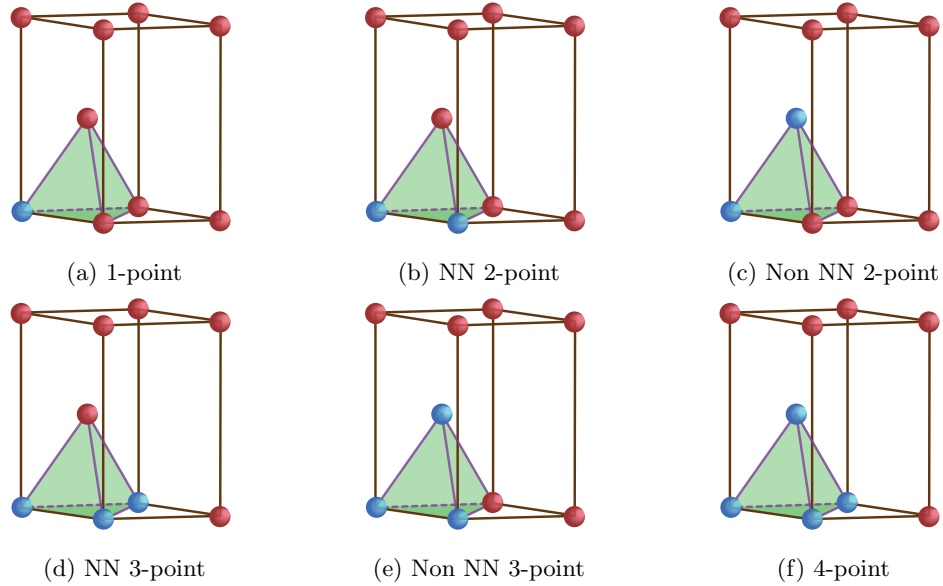 (a) 1-point
(b) NN 2-point
(c) Non NN 2-point
(d) NN 3-point
(e) Non NN 3-point
(f) 4-point